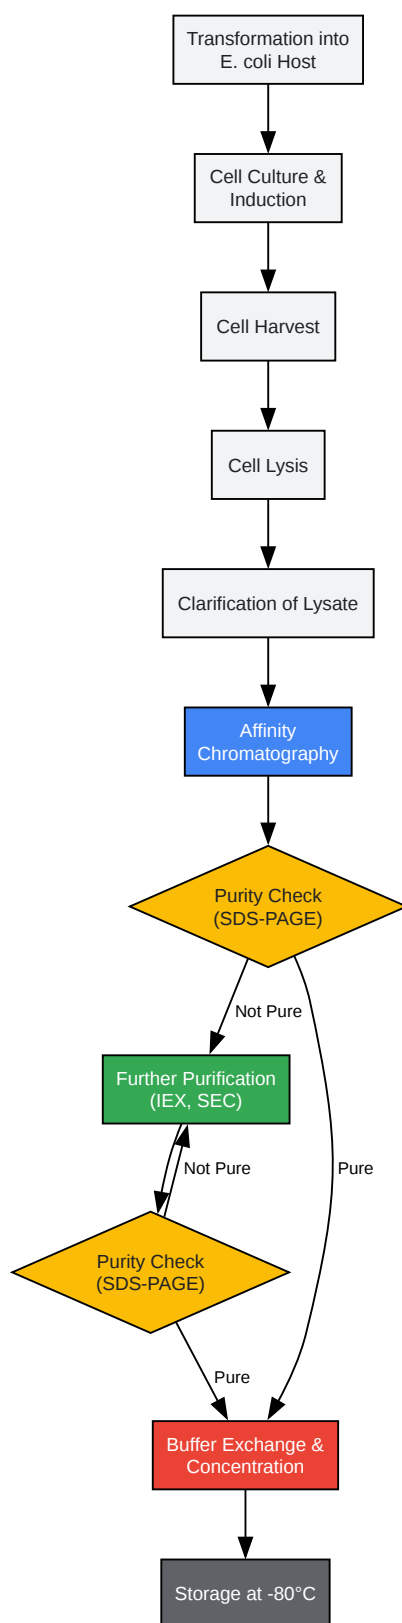 Transformation into
E. coli Host
Cell Culture &
Induction
Cell Harvest
Cell Lysis
Clarification of Lysate
Affinity
Chromatography
Purity Check
(SDS-PAGE)
Not Pure
Further Purification
(IEX, SEC)
Not Pure
Pure
Purity Check
(SDS-PAGE)
Pure
Buffer Exchange &
Concentration
Storage at -80°C